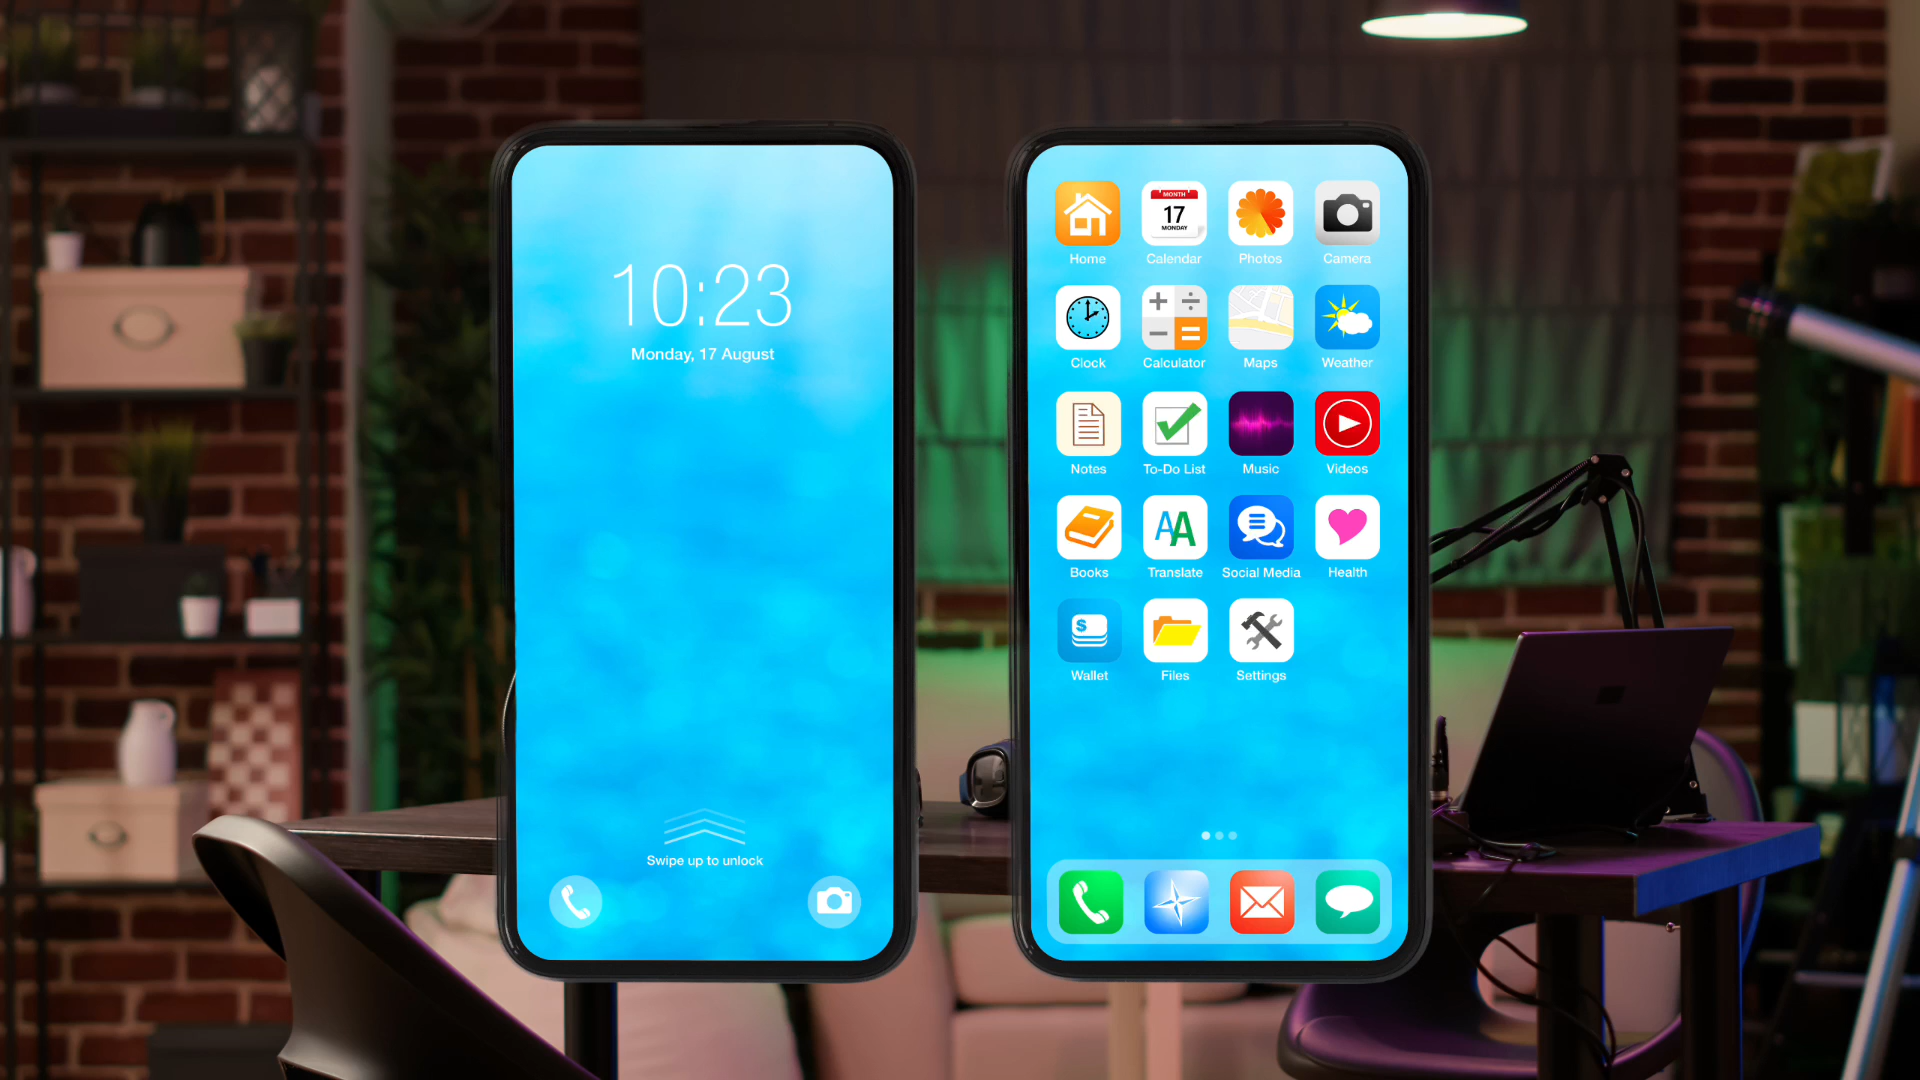 10:23
Monday, 17 August
Swipe up to unlock
MONTH
17
MONDAY
Home
Calendar
Photos
Camera
Clock
Calculator
Maps
Weather
Notes
To-Do List
Music
Videos
AA
Books
Translate
Social Media
Health
$
Wallet
Files
Settings